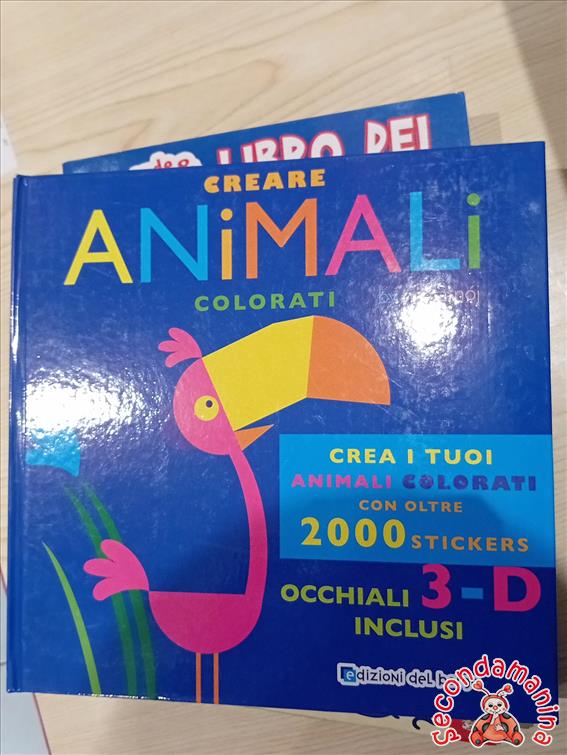 LIBRO DEI
CREARE
ANiMALi
COLORATI
by
CREA I TUOI
ANIMALI COLORATI
CON OLTRE
2000 STICKERS
OCCHIALI 3-D
INCLUSI
edizioni del
secondamanina